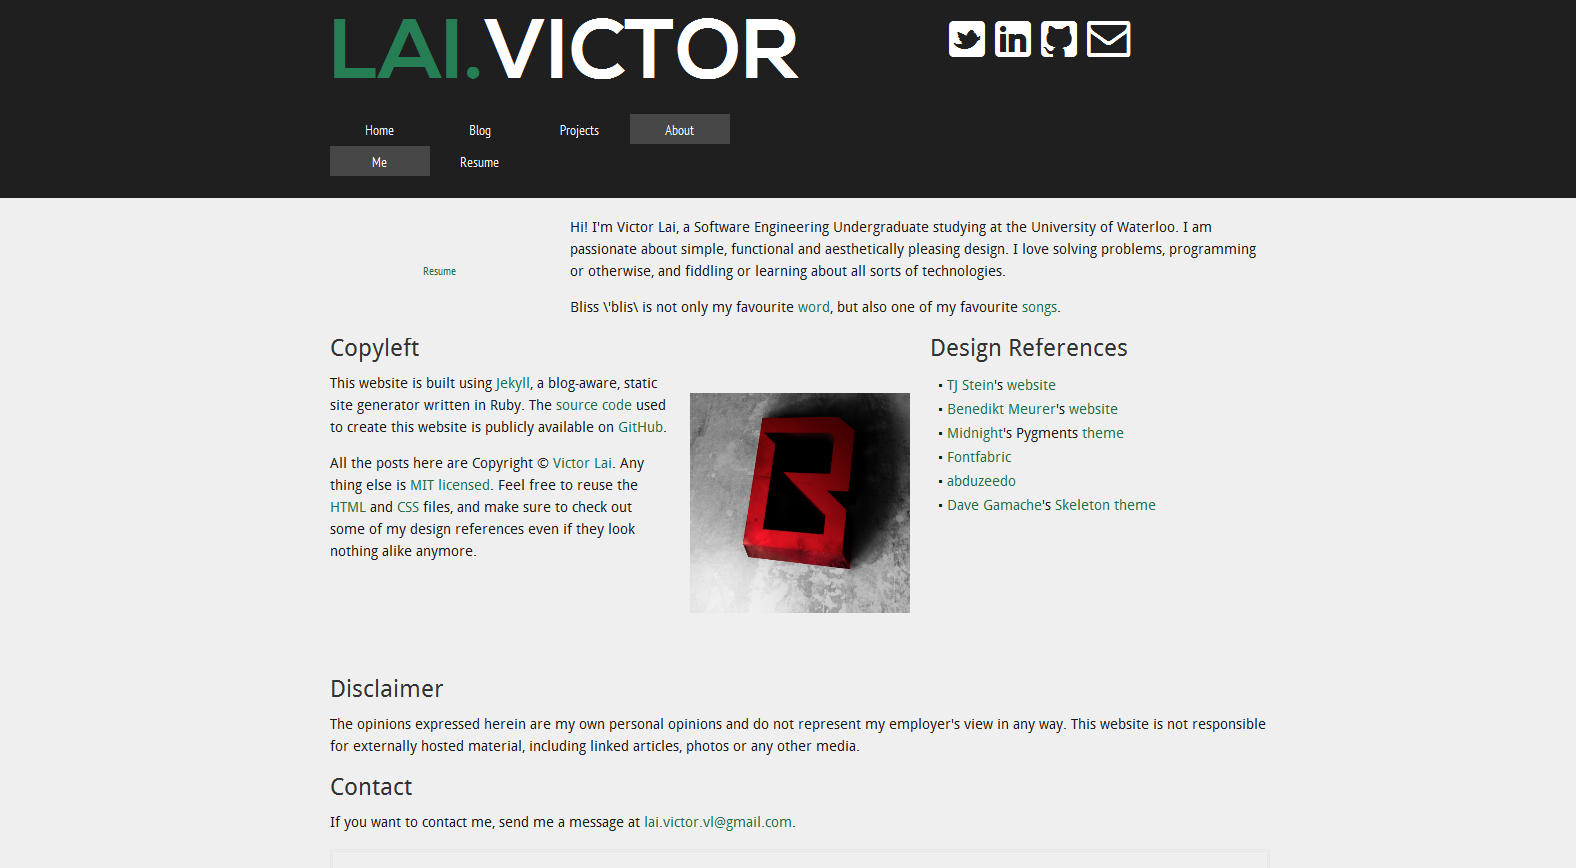 LAI.VICTOR
Home Blog Projects About
Me Resume
Resume
Hi! I'm Victor Lai, a Software Engineering Undergraduate studying at the University of Waterloo. I am
passionate about simple, functional and aesthetically pleasing design. I love solving problems, programming
or otherwise, and fiddling or learning about all sorts of technologies.
Bliss \'blis\ is not only my favourite word, but also one of my favourite songs.
Copyleft
This website is built using Jekyll, a blog-aware, static
site generator written in Ruby. The source code used
to create this website is publicly available on GitHub.
All the posts here are Copyright © Victor Lai. Any
thing else is MIT licensed. Feel free to reuse the
HTML and CSS files, and make sure to check out
some of my design references even if they look
nothing alike anymore.
B
Design References
▪ TJ Stein's website
▪ Benedikt Meurer's website
▪ Midnight's Pygments theme
▪ Fontfabric
▪ abduzeedo
▪ Dave Gamache's Skeleton theme
Disclaimer
The opinions expressed herein are my own personal opinions and do not represent my employer's view in any way. This website is not responsible
for externally hosted material, including linked articles, photos or any other media.
Contact
If you want to contact me, send me a message at lai.victor.vl@gmail.com.